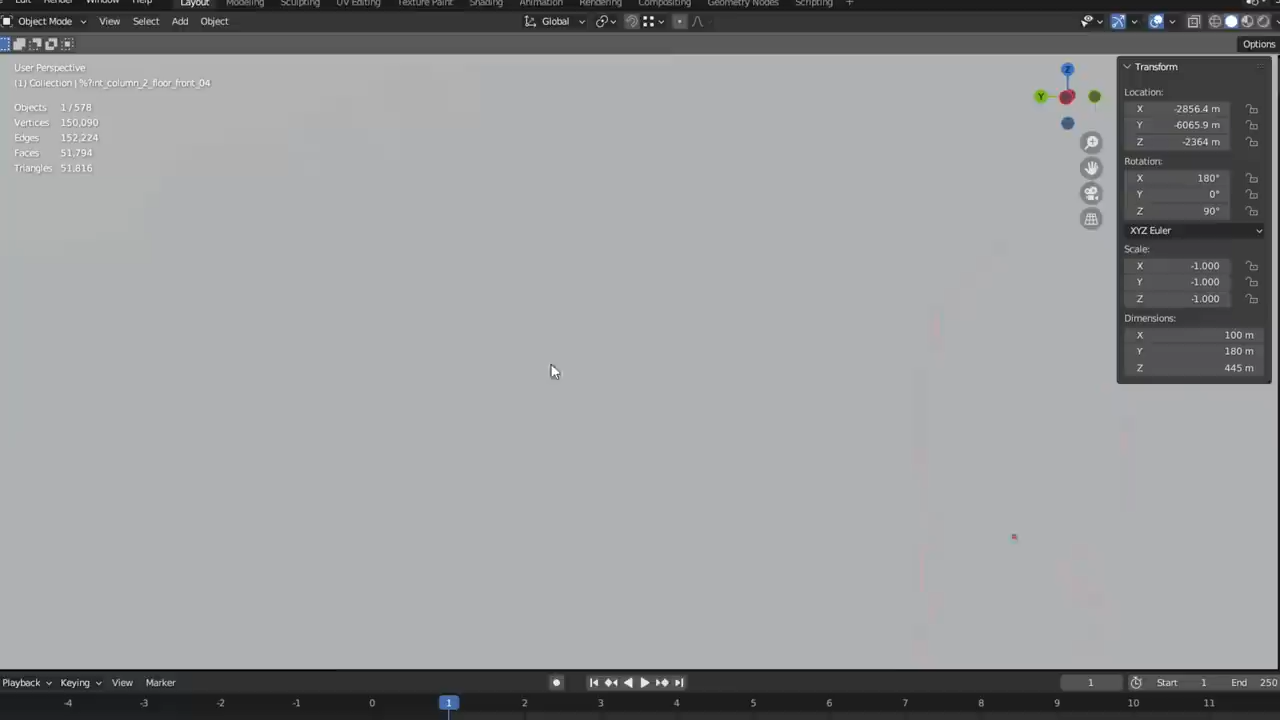 Edit Render Window Help Layout Modeling Sculpting UV Editing Texture Paint Shading Animation Rendering Compositing Geometry Nodes Scripting +
Object Mode View Select Add Object Global
Options
User Perspective
(1) Collection | %?int_column_2_floor_front_04
Objects 1 / 578
Vertices 150,090
Edges 152,224
Faces 51,794
Triangles 51,816
Z
Y
Transform
Location:
X -2856.4 m
Y -6065.9 m
Z -2364 m
Rotation:
X 180°
Y 0°
Z 90°
XYZ Euler
Scale:
X -1.000
Y -1.000
Z -1.000
Dimensions:
X 100 m
Y 180 m
Z 445 m
Playback Keying View Marker 1 Start 1 End 250
-4 -3 -2 -1 0 1 2 3 4 5 6 7 8 9 10 11